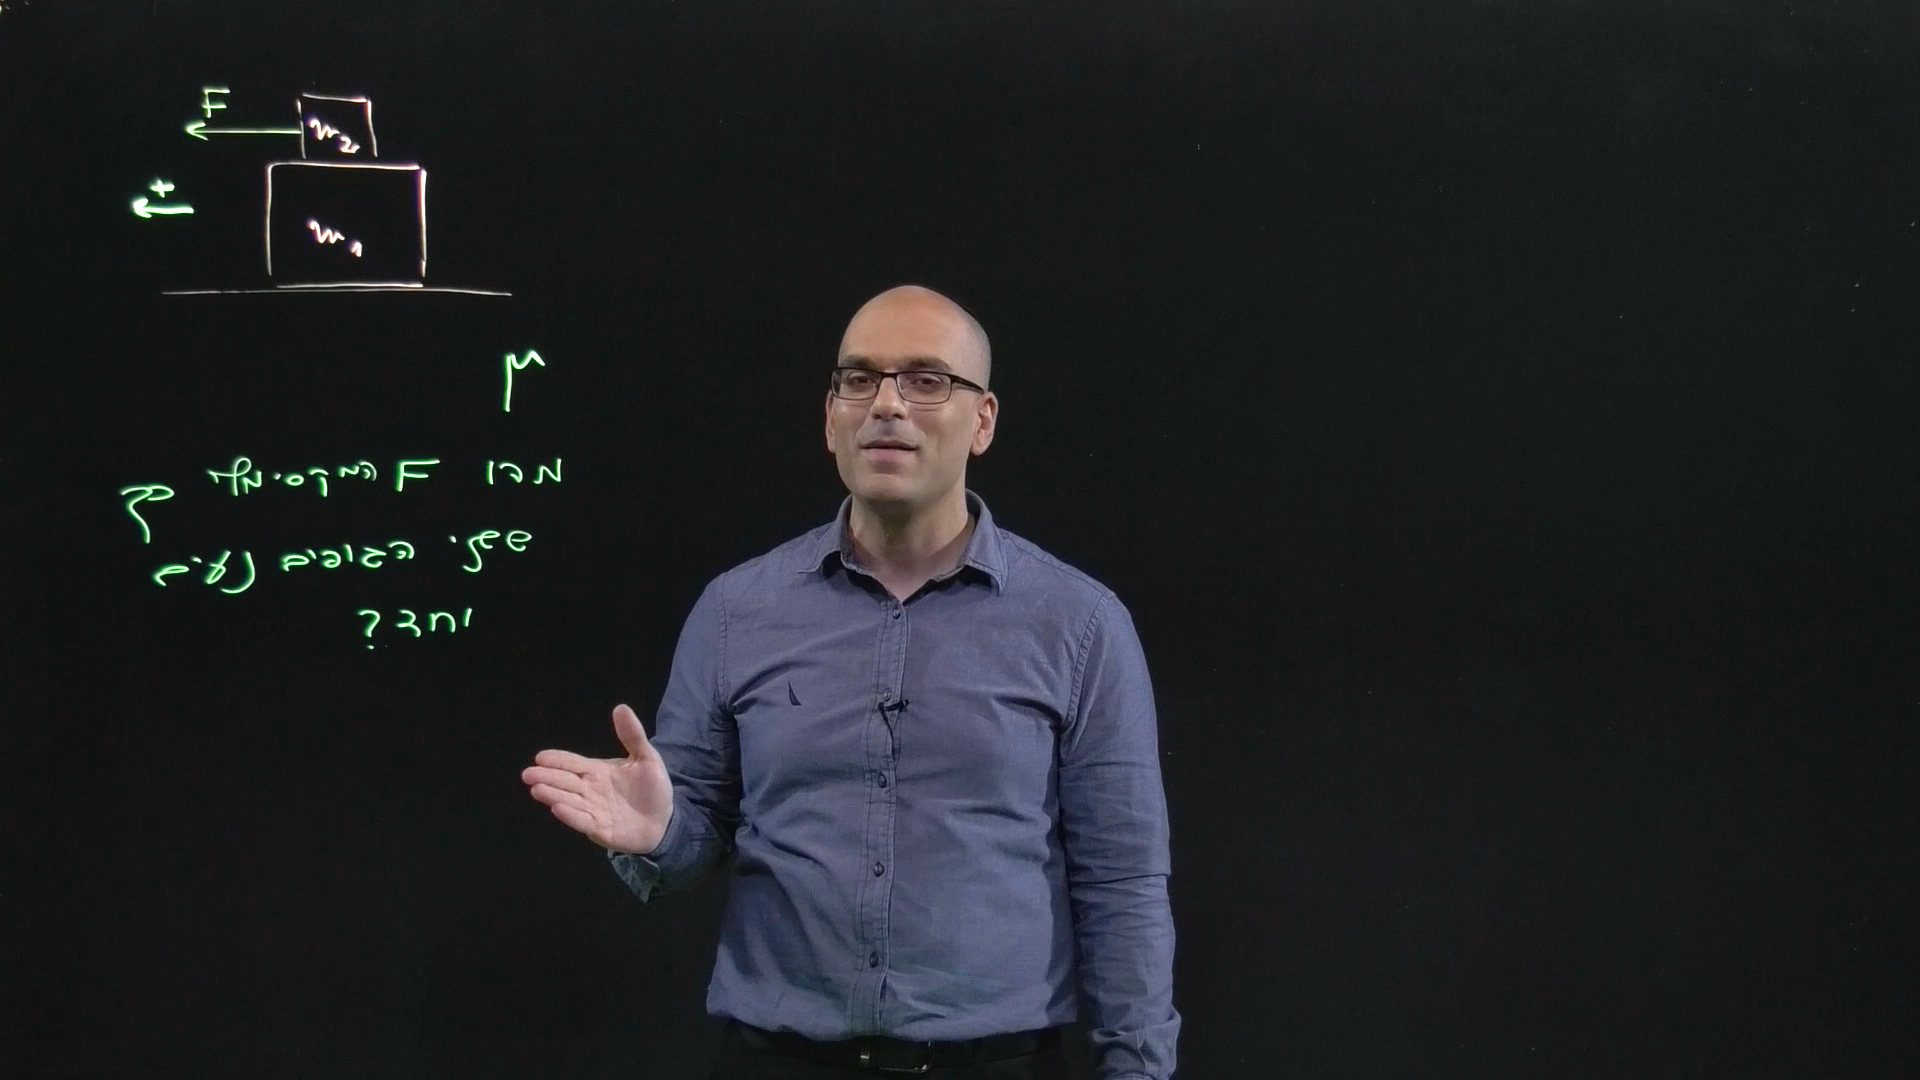 F
m₂
+
m₁
μ
מהו F המקסימלי כך
ששני הגופים נעים
יחד?